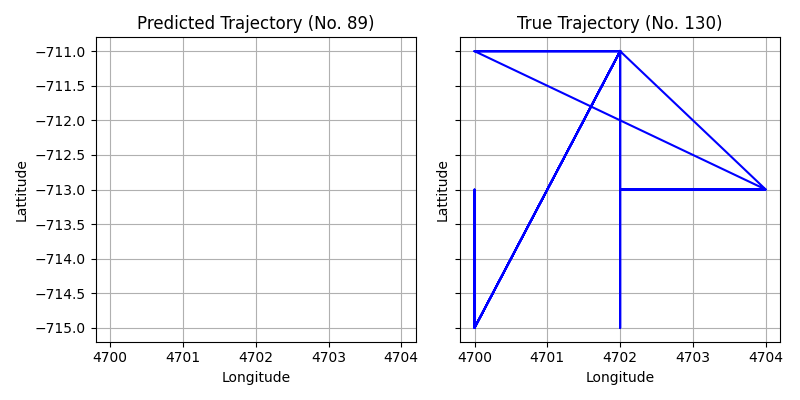 Predicted Trajectory (No. 89)
True Trajectory (No. 130)
Lattitude
−711.0
−711.5
−712.0
−712.5
−713.0
−713.5
−714.0
−714.5
−715.0
4700 4701 4702 4703 4704
Longitude
Lattitude
4700 4701 4702 4703 4704
Longitude